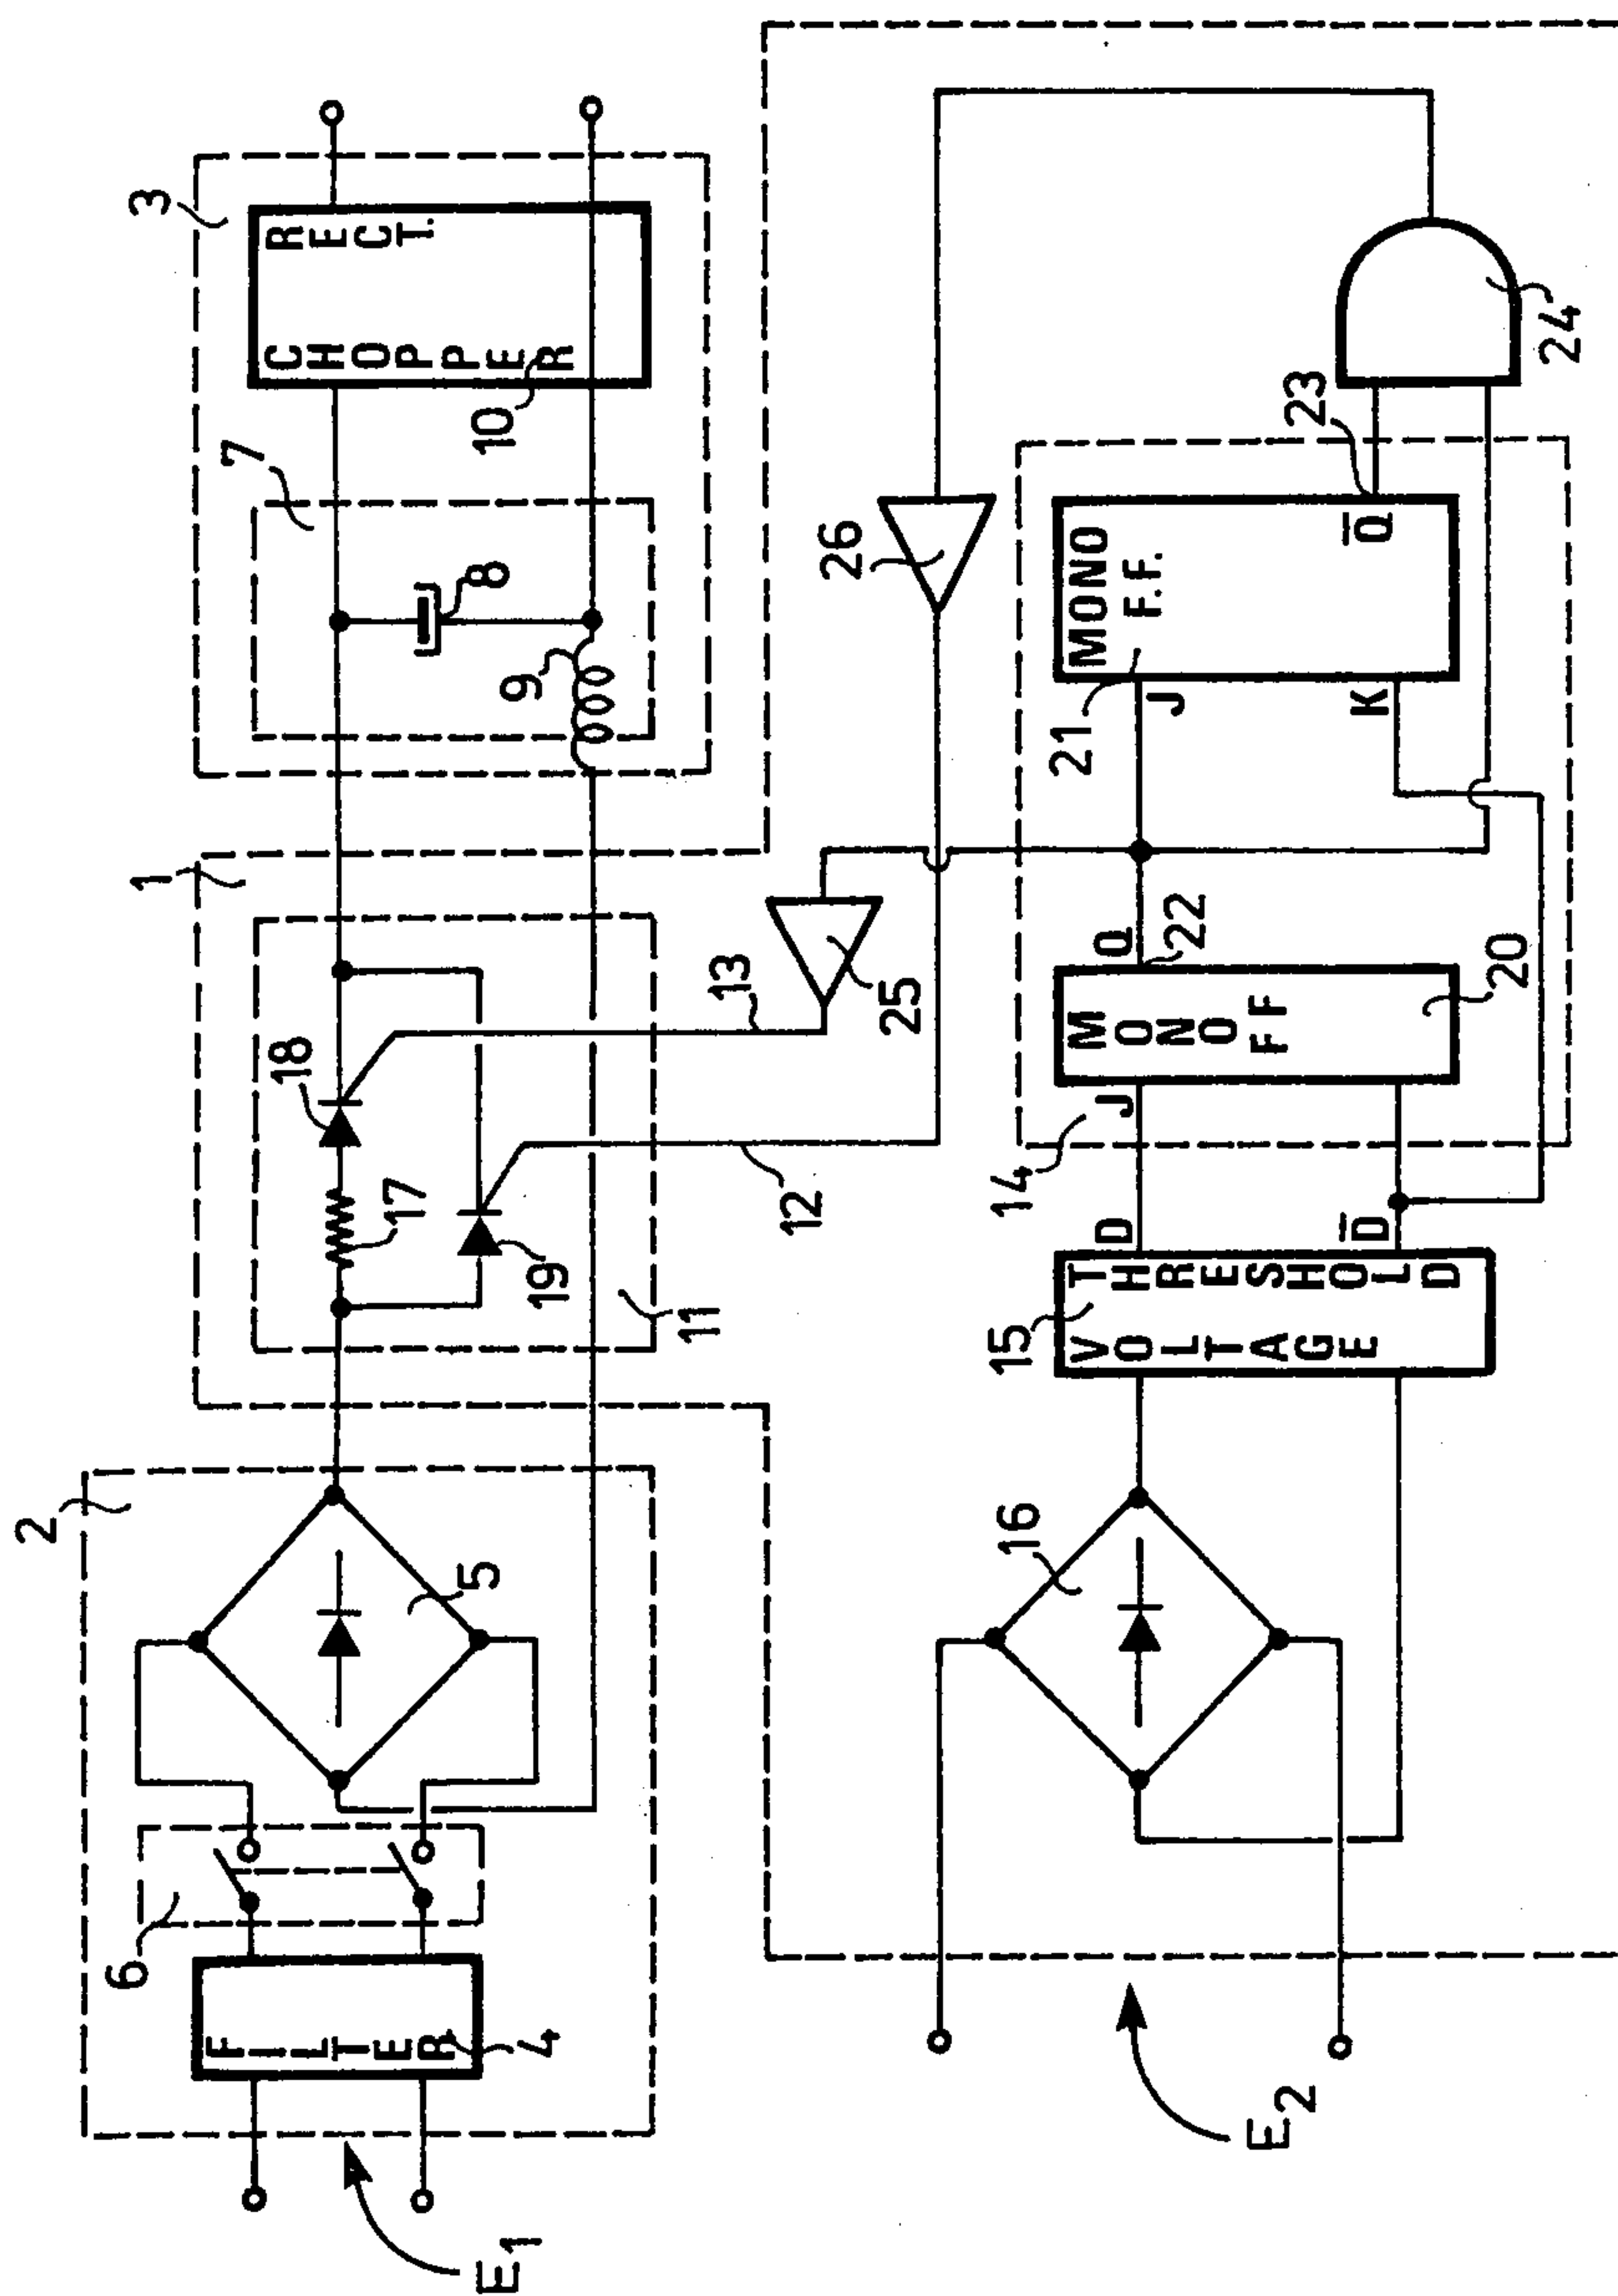 E1
FILTER
4
6
2
5
1
11
17
18
19
12
13
3
7
8
9
10
CHOPPER
RECT.
E2
16
15
VOLTAGE
THRESHOLD
D
D̅
14
J
MONO
FF
20
Q
22
25
26
21
J
K
MONO
F.F.
Q̅
23
24